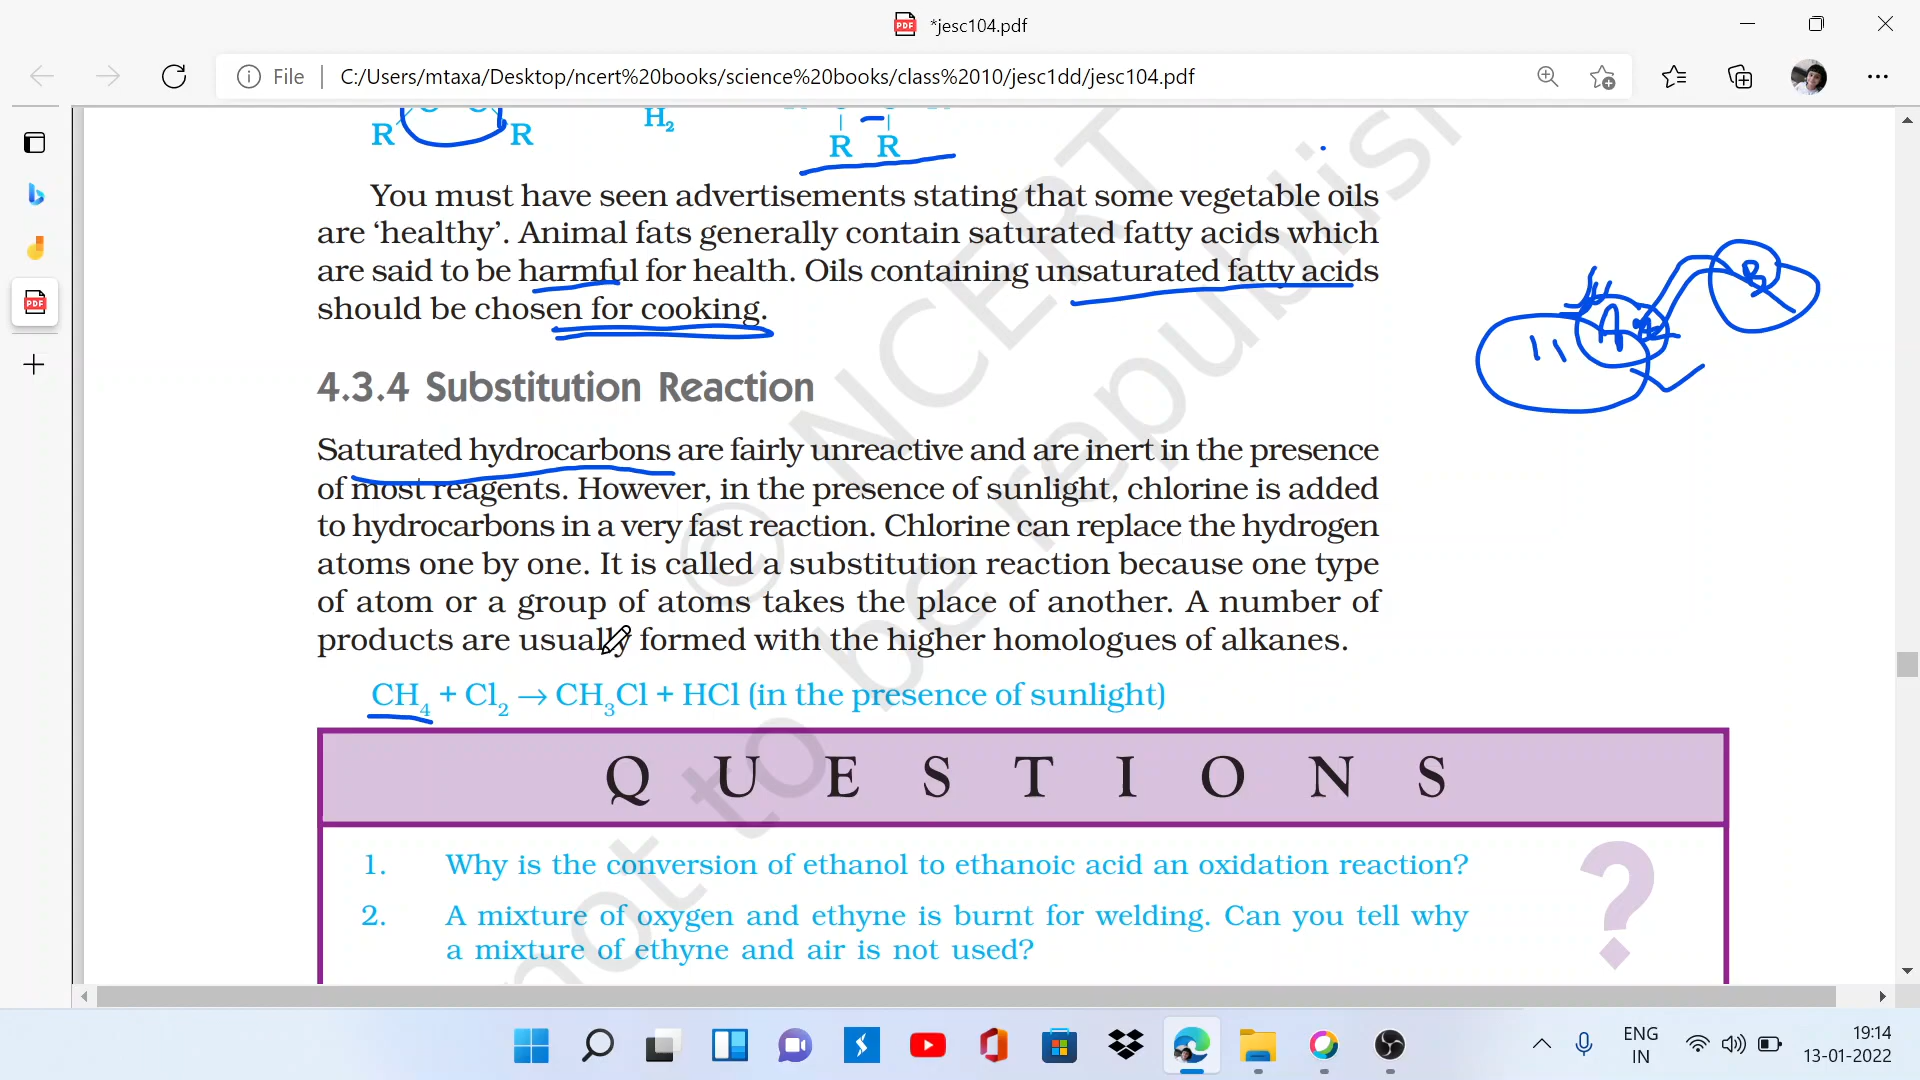 *jesc104.pdf
File
C:/Users/mtaxa/Desktop/ncert%20books/science%20books/class%2010/jesc1dd/jesc104.pdf
R R H2 R R
You must have seen advertisements stating that some vegetable oils
are ‘healthy’. Animal fats generally contain saturated fatty acids which
are said to be harmful for health. Oils containing unsaturated fatty acids
should be chosen for cooking.
B
A
4.3.4 Substitution Reaction
Saturated hydrocarbons are fairly unreactive and are inert in the presence
of most reagents. However, in the presence of sunlight, chlorine is added
to hydrocarbons in a very fast reaction. Chlorine can replace the hydrogen
atoms one by one. It is called a substitution reaction because one type
of atom or a group of atoms takes the place of another. A number of
products are usually formed with the higher homologues of alkanes.
CH4 + Cl2 → CH3Cl + HCl (in the presence of sunlight)
QUESTIONS
1. Why is the conversion of ethanol to ethanoic acid an oxidation reaction?
2. A mixture of oxygen and ethyne is burnt for welding. Can you tell why
a mixture of ethyne and air is not used?
?
© NCERT
not to be republis
PDF
PDF
ENG
IN
19:14
13-01-2022